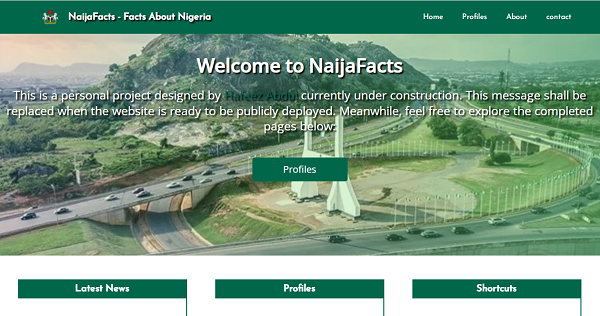 NaijaFacts - Facts About Nigeria
Home Profiles About contact
Welcome to NaijaFacts
This is a personal project designed by currently under construction. This message shall be
replaced when the website is ready to be publicly deployed. Meanwhile, feel free to explore the completed
pages below:
Profiles
Latest News Profiles Shortcuts